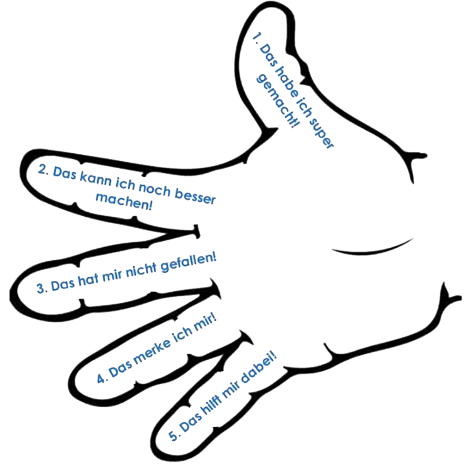 1. Das habe ich super
gemacht!
2. Das kann ich noch besser
machen!
3. Das hat mir nicht gefallen!
4. Das merke ich mir!
5. Das hilft mir dabei!